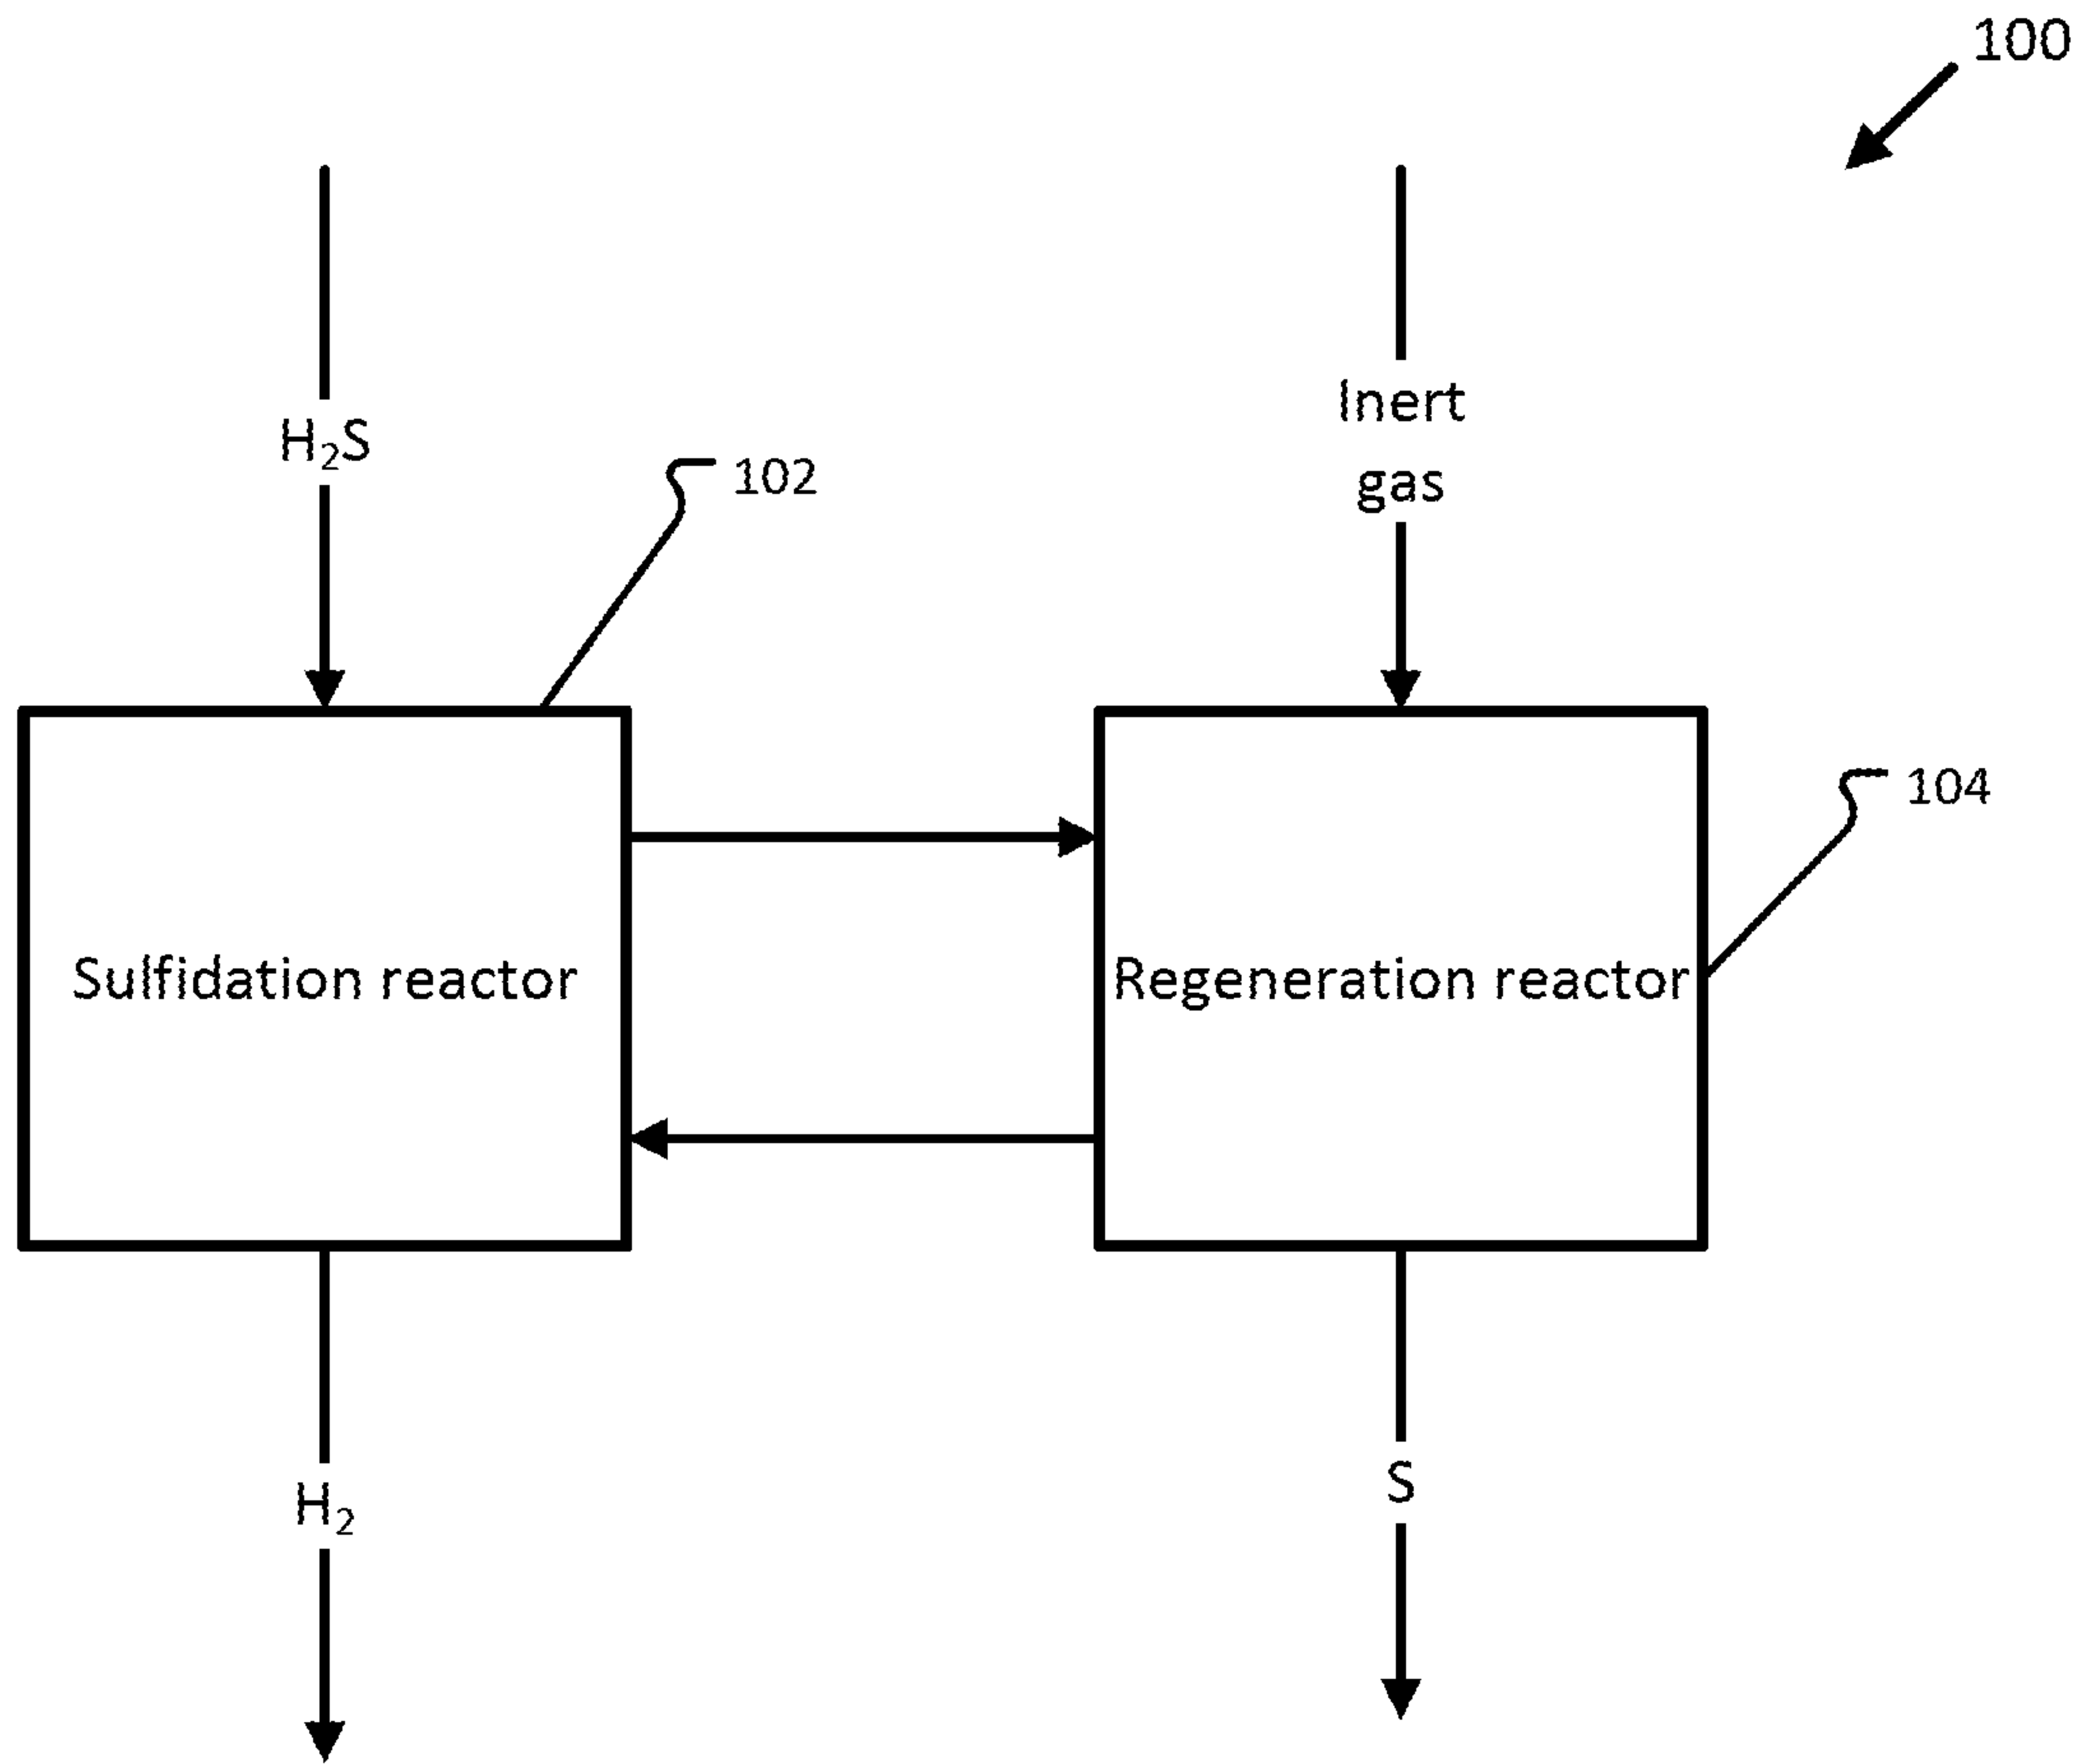 100
Inert
gas
H₂S
102
104
Sulfidation reactor
Regeneration reactor
S
H₂